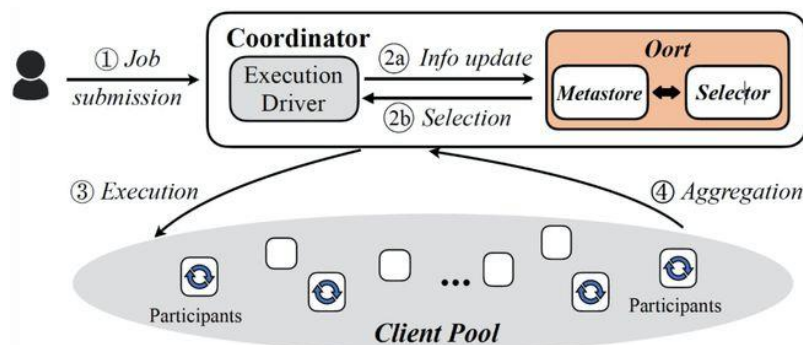 Coordinator
① Job
submission
Execution
Driver
2a Info update
2b Selection
Oort
Metastore
Selector
③ Execution
④ Aggregation
...
Participants
Participants
Client Pool